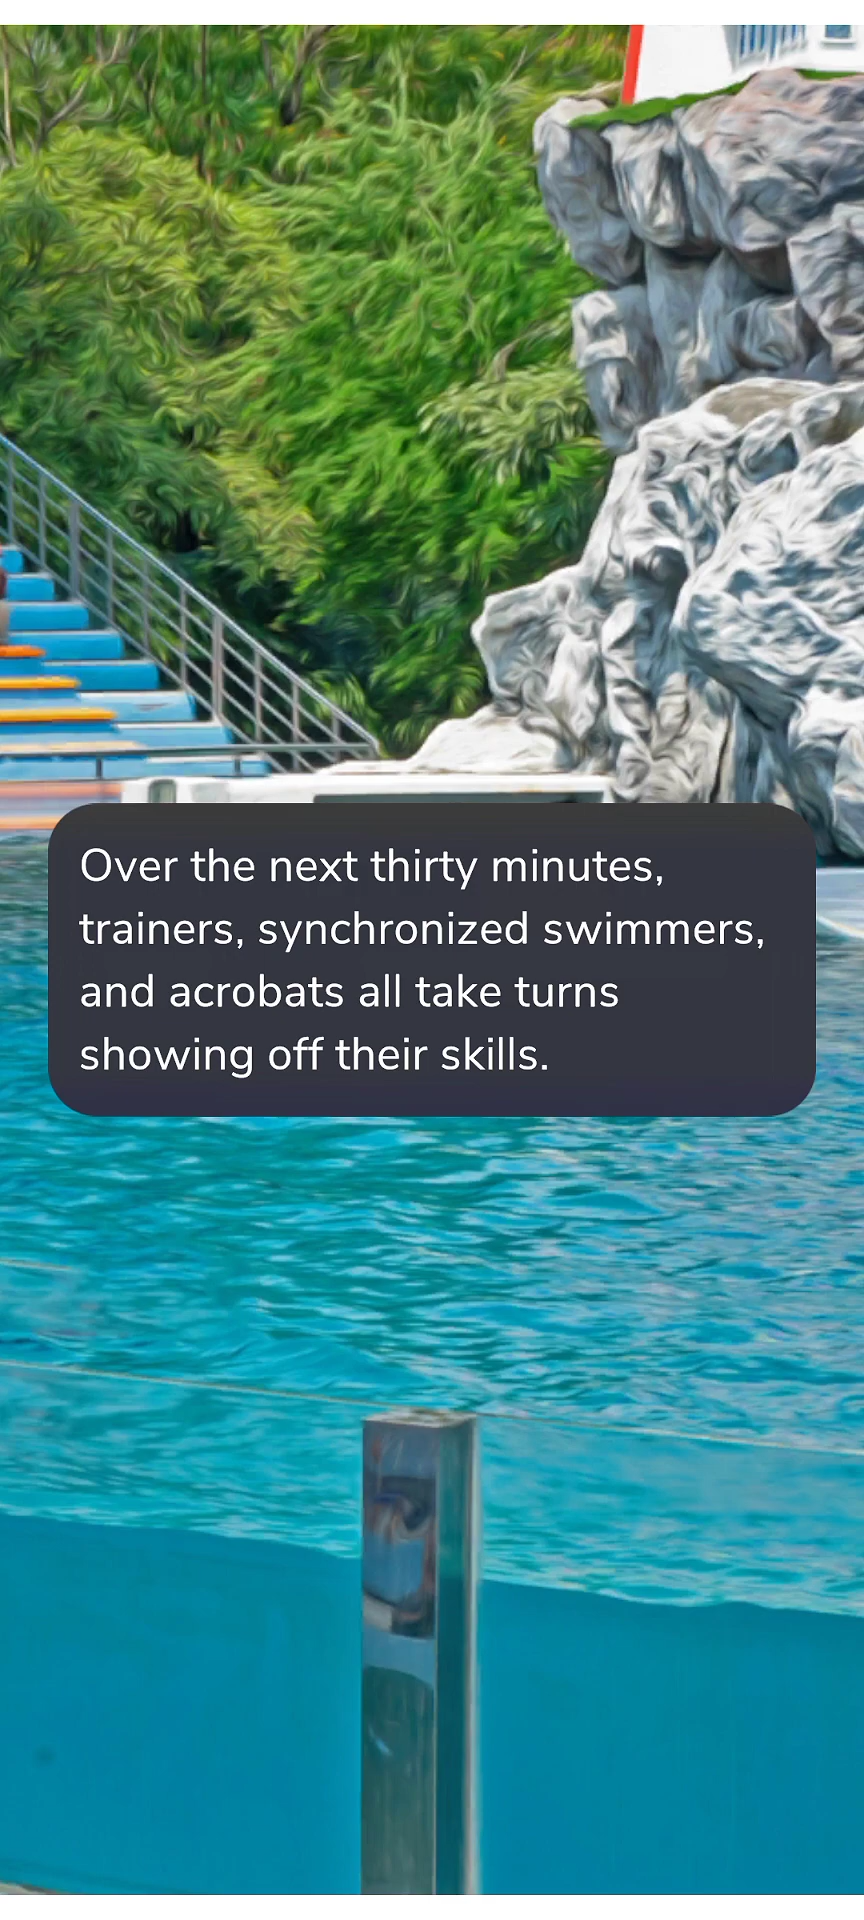 Over the next thirty minutes,
trainers, synchronized swimmers,
and acrobats all take turns
showing off their skills.